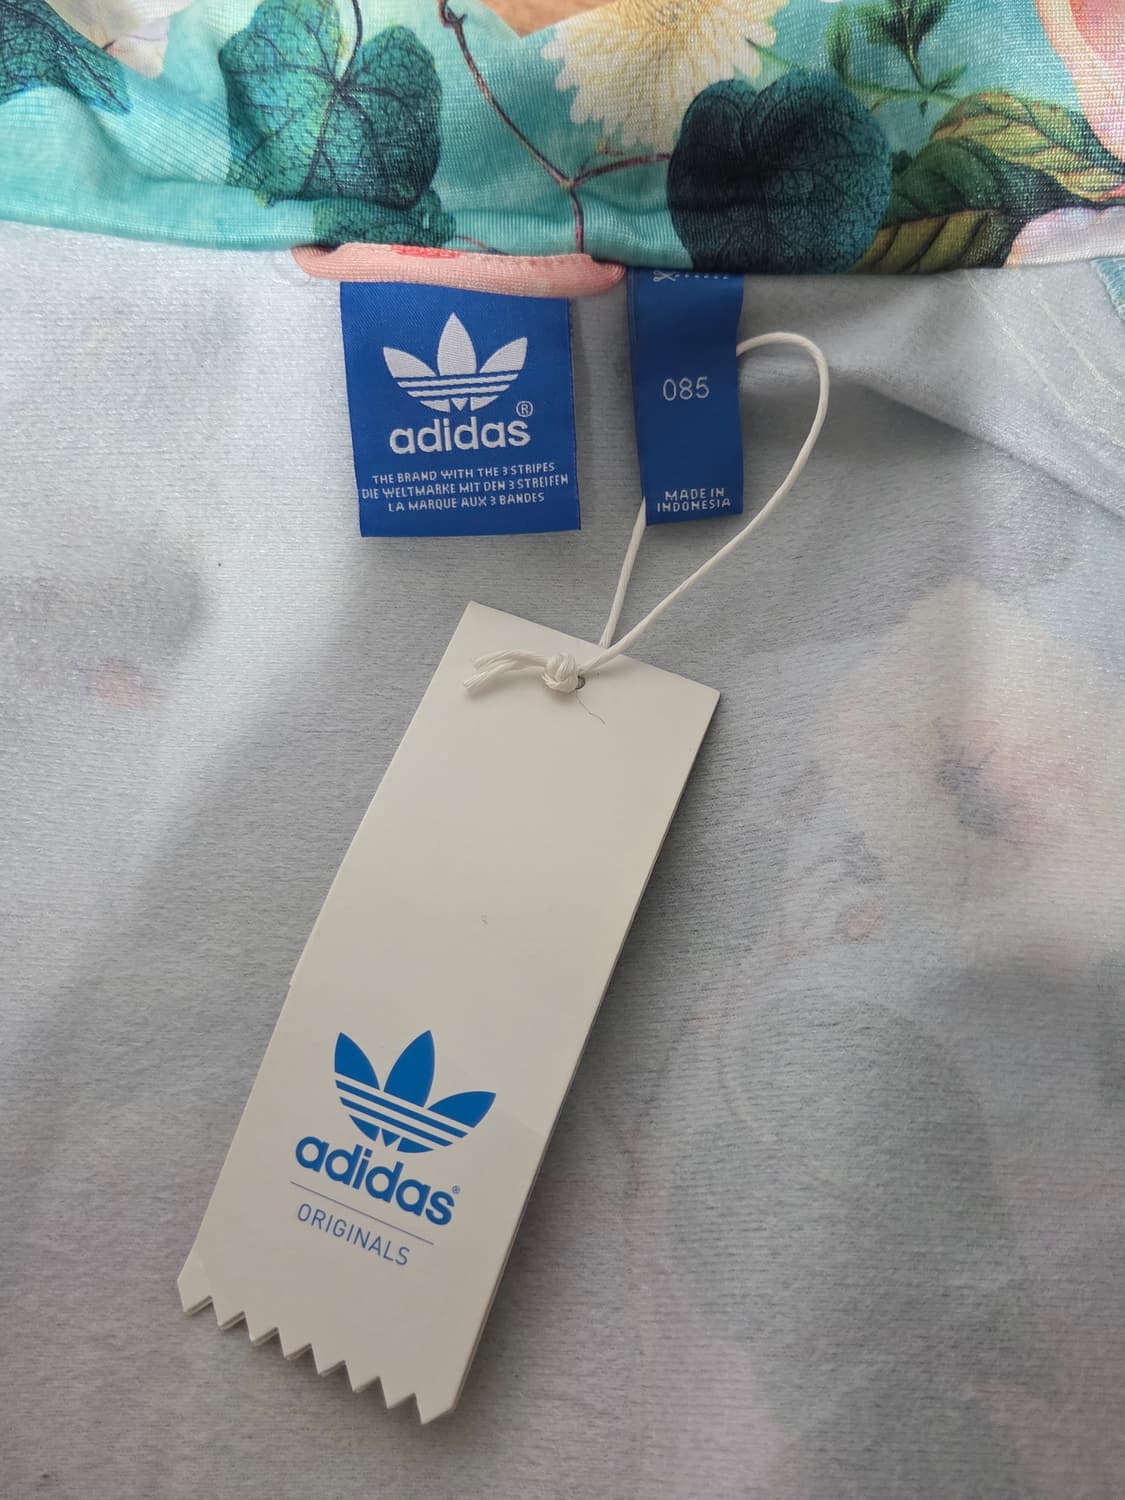 adidas®
THE BRAND WITH THE 3 STRIPES
DIE WELTMARKE MIT DEN 3 STREIFEN
LA MARQUE AUX 3 BANDES
085
MADE IN
INDONESIA
adidas®
ORIGINALS